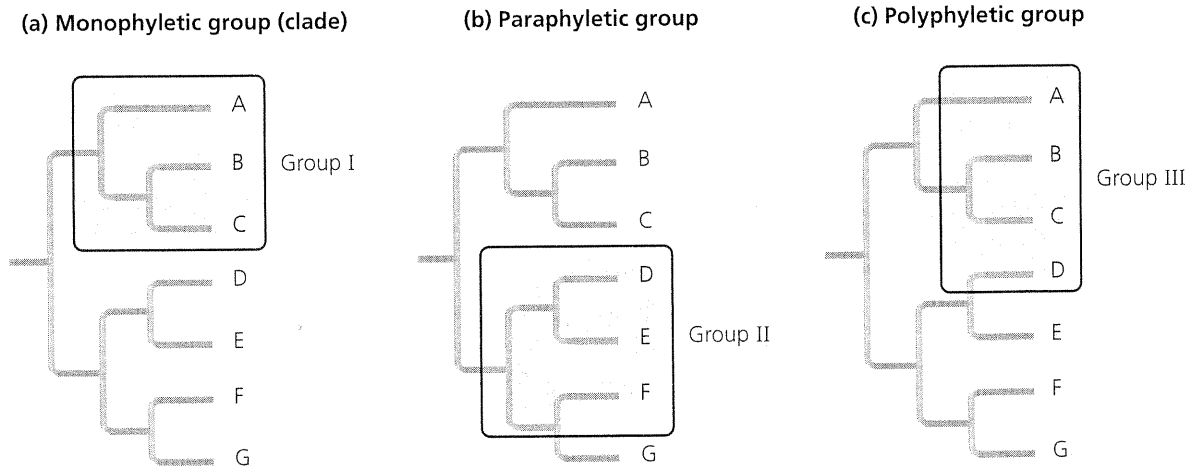 (a) Monophyletic group (clade)
A
B
C
Group I
D
E
F
G
(b) Paraphyletic group
A
B
C
D
E
Group II
F
G
(c) Polyphyletic group
A
B
Group III
C
D
E
F
G